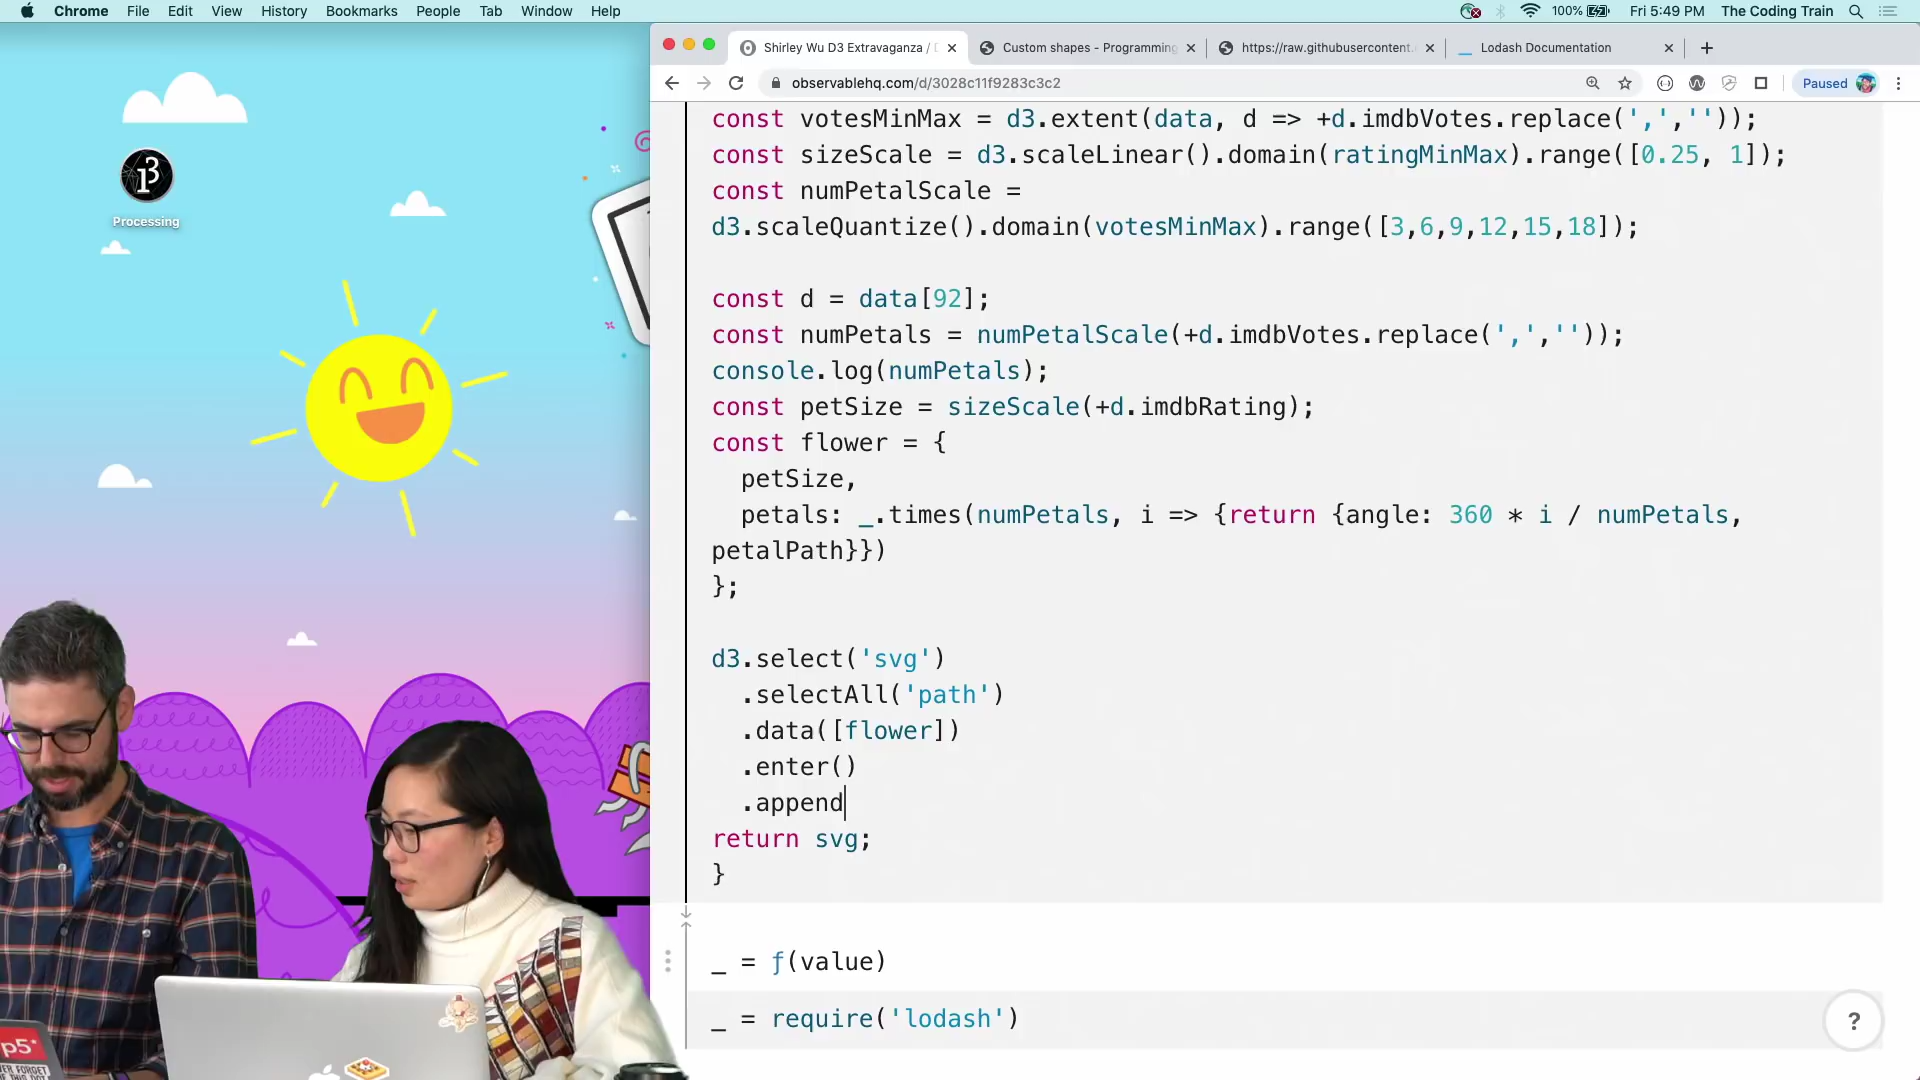 Chrome File Edit View History Bookmarks People Tab Window Help 100% Fri 5:49 PM The Coding Train
Shirley Wu D3 Extravaganza / Custom shapes - Programming https://raw.githubusercontent. Lodash Documentation
observablehq.com/d/3028c11f9283c3c2 Paused
Processing
const votesMinMax = d3.extent(data, d => +d.imdbVotes.replace(',',''));
const sizeScale = d3.scaleLinear().domain(ratingMinMax).range([0.25, 1]);
const numPetalScale =
d3.scaleQuantize().domain(votesMinMax).range([3,6,9,12,15,18]);
const d = data[92];
const numPetals = numPetalScale(+d.imdbVotes.replace(',',''));
console.log(numPetals);
const petSize = sizeScale(+d.imdbRating);
const flower = {
petSize,
petals: _.times(numPetals, i => {return {angle: 360 * i / numPetals,
petalPath}})
};
d3.select('svg')
.selectAll('path')
.data([flower])
.enter()
.append
return svg;
}
_ = ƒ(value)
_ = require('lodash')
?
p5*